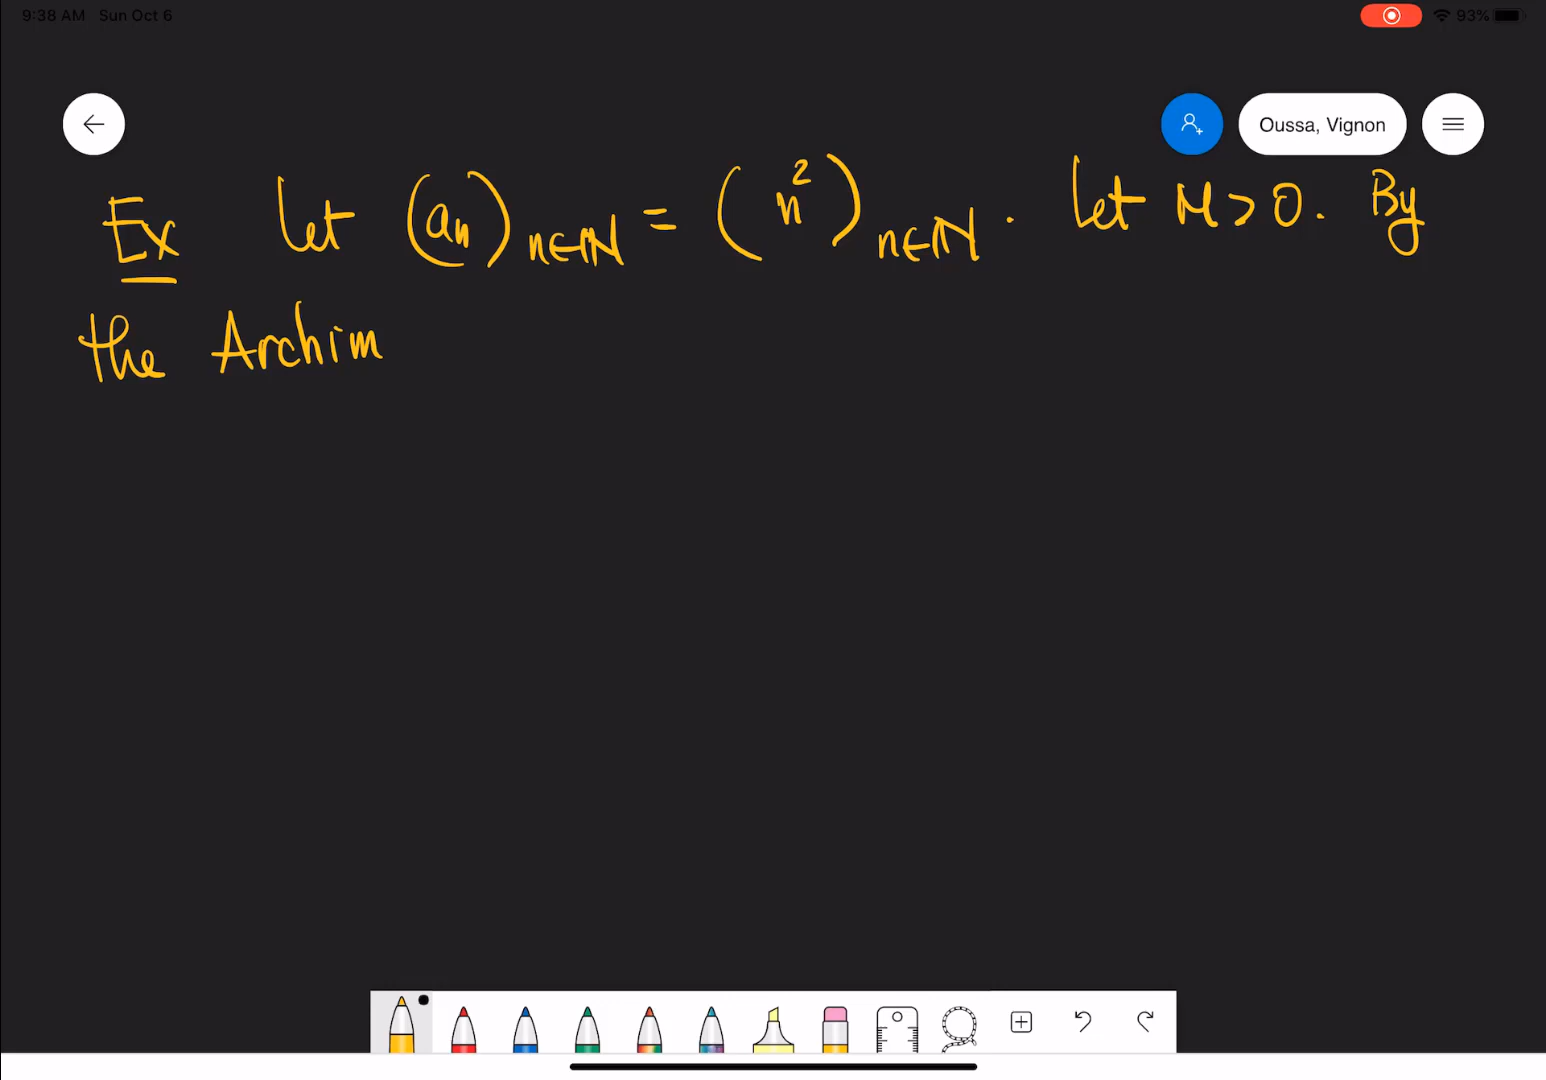 9:38 AM Sun Oct 6 93%
Oussa, Vignon
Ex Let (aₙ)ₙ∈ℕ = (n²)ₙ∈ℕ. Let M > 0. By
the Archim